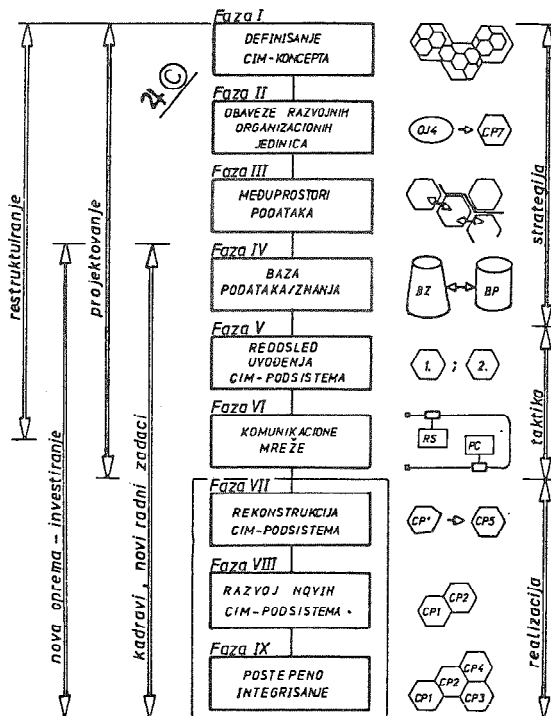 Faza I
DEFINISANJE
CIM-KONCEPTA
4 C
Faza II
OBAVEZE RAZVOJNIH
ORGANIZACIONIH
JEDINICA
OJ4
CP7
Faza III
MEĐUPROSTORI
PODATAKA
Faza IV
BAZA
PODATAKA/ZNANJA
BZ
BP
Faza V
REDOSLED
UVOĐENJA
CIM-PODSISTEMA
1. ; 2.
Faza VI
KOMUNIKACIONE
MREŽE
RS
PC
Faza VII
REKONSTRUKCIJA
CIM-PODSISTEMA
CP'
CP5
Faza VIII
RAZVOJ NOVIH
CIM-PODSISTEMA.
CP1
CP2
Faza IX
POSTEPENO
INTEGRISANJE
CP1
CP2
CP4
CP3
restruktuiranje
projektovanje
nova oprema - investiranje
kadravi, novi radni zadaci
strategija
taktika
realizacija